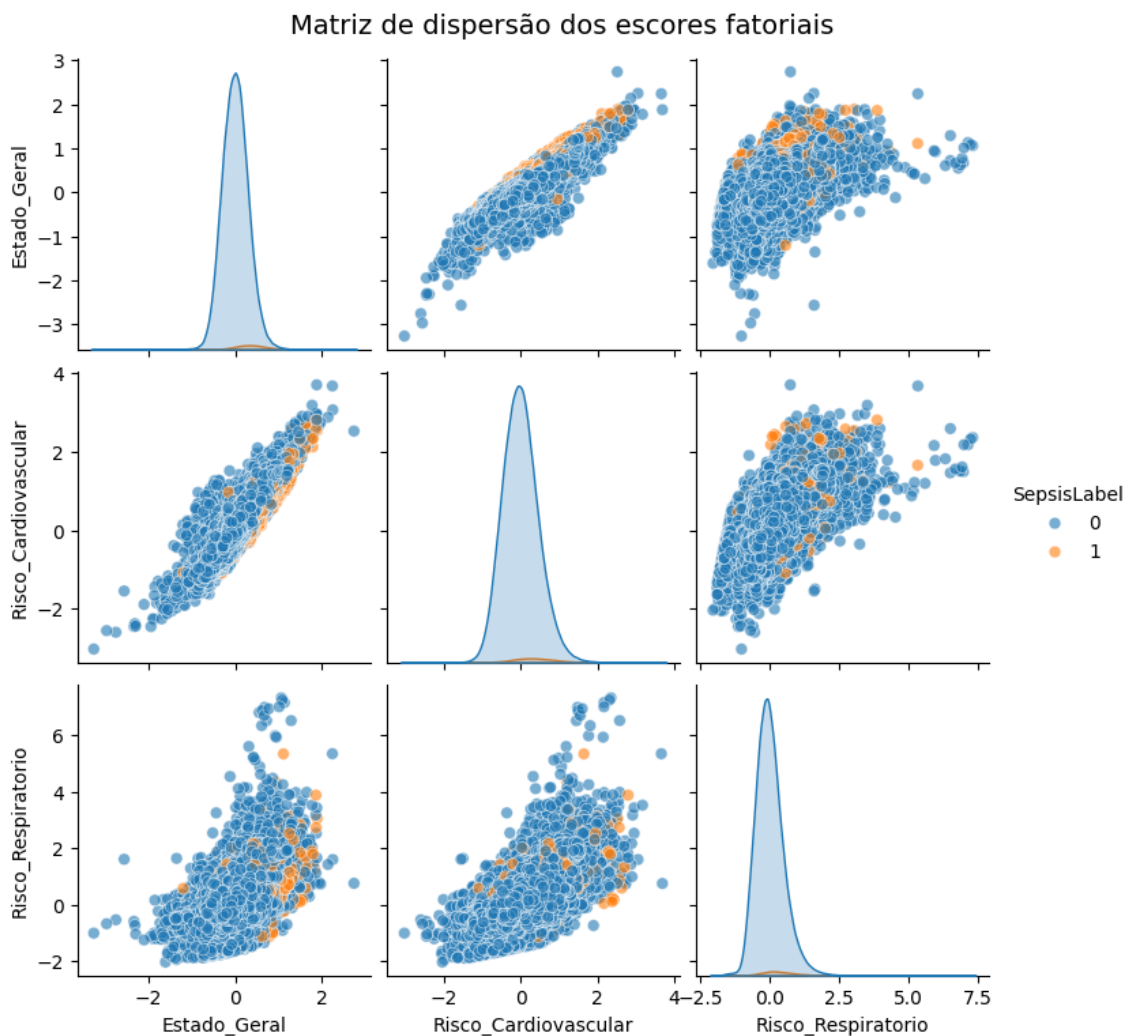 Matriz de dispersão dos escores fatoriais
3
2
1
0
−1
−2
−3
Estado_Geral
4
2
0
−2
Risco_Cardiovascular
SepsisLabel
0
1
6
4
2
0
−2
Risco_Respiratorio
−2 0 2 −2 0 2 4 −2.5 0.0 2.5 5.0 7.5
Estado_Geral Risco_Cardiovascular Risco_Respiratorio